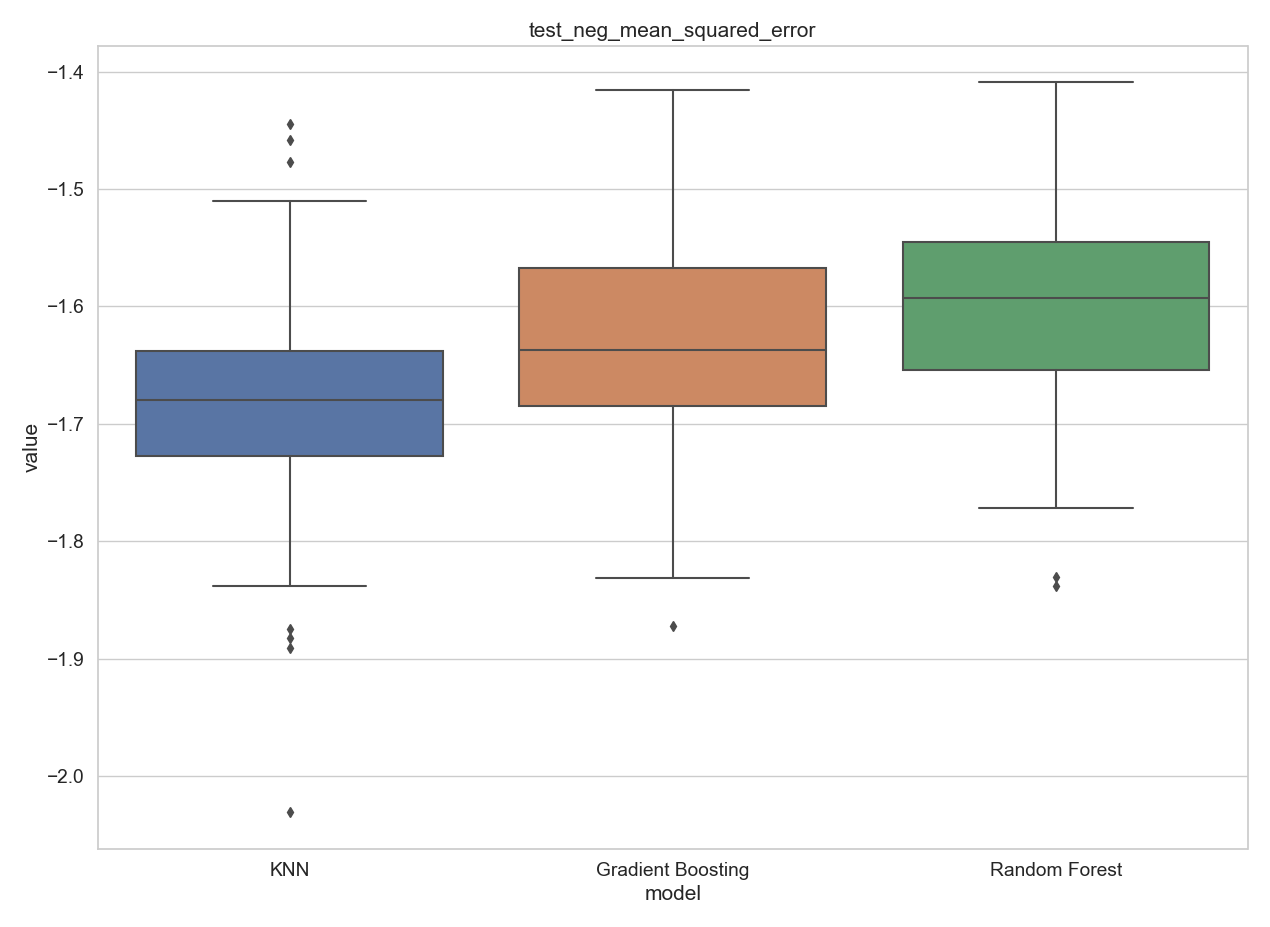 test_neg_mean_squared_error
−1.4
−1.5
−1.6
−1.7
−1.8
−1.9
−2.0
value
KNN
Gradient Boosting
Random Forest
model